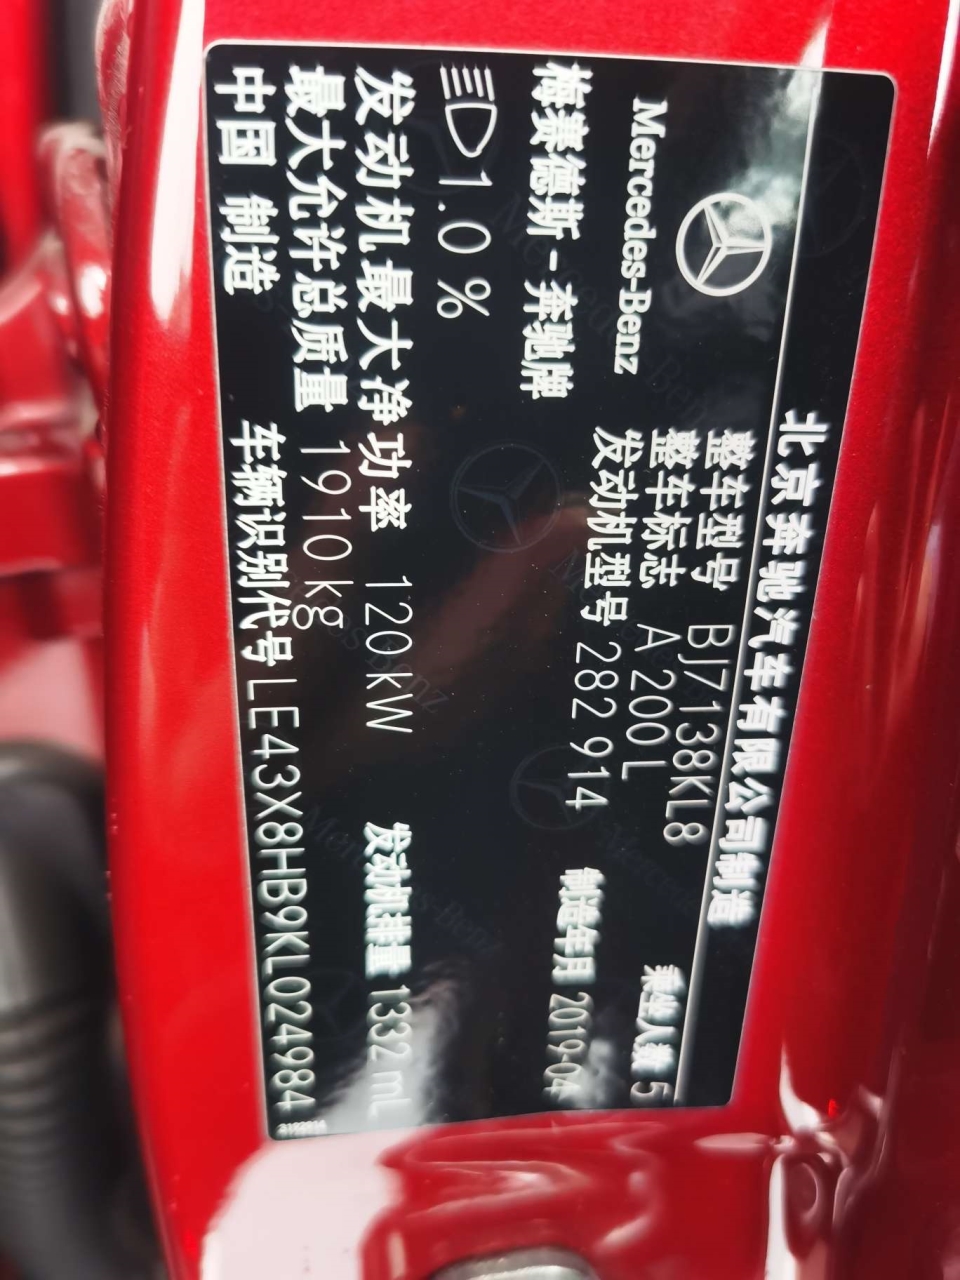 北京奔驰汽车有限公司制造
Mercedes-Benz
梅赛德斯-奔驰牌
整车型号 BJ7138KL8
整车标志 A 200 L
乘坐人数 5
发动机型号 282 914
制造年月 2019-04
1.0 %
发动机最大净功率 120kW
发动机排量 1332 mL
最大允许总质量 1910kg
中国 制造
车辆识别代号 LE43X8HB9KL024984